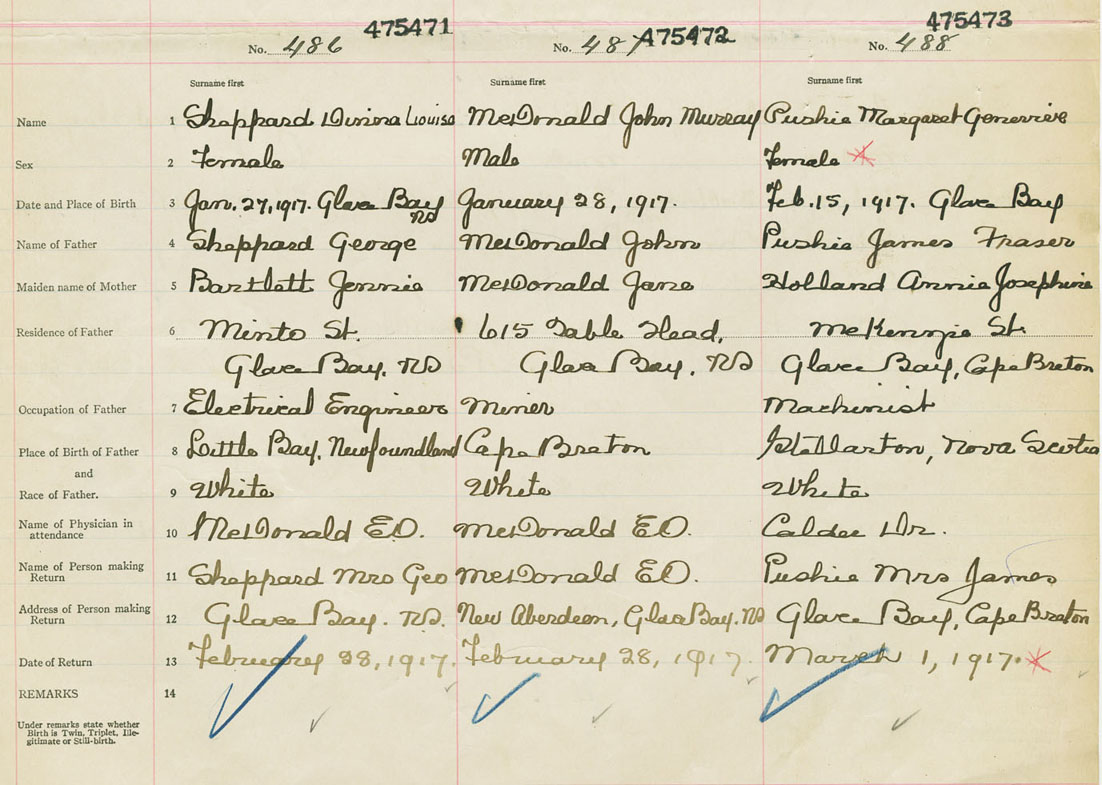 475471 475472 475473
No. 486 No. 487 No. 488
Surname first Surname first Surname first
Name 1 Sheppard Dinina Louisa McDonald John Murray Pushie Margaret Genevieve
Sex 2 Female Male Female
Date and Place of Birth 3 Jan. 27, 1917. Glace Bay NS January 28, 1917. Feb. 15, 1917. Glace Bay
Name of Father 4 Sheppard George McDonald John Pushie James Fraser
Maiden name of Mother 5 Bartlett Jennie McDonald Jane Holland Annie Josephine
Residence of Father 6 Minto St. 615 Table Head, McKenzie St.
Glace Bay, NS Glace Bay, NS Glace Bay, Cape Breton
Occupation of Father 7 Electrical Engineer Miner Machinist
Place of Birth of Father 8 Little Bay, Newfoundland Cape Breton Stellarton, Nova Scotia
and
Race of Father. 9 White White White
Name of Physician in
attendance 10 McDonald E.O. McDonald E.O. Calder Dr.
Name of Person making
Return 11 Sheppard Mrs Geo McDonald E.O. Pushie Mrs James
Address of Person making
Return 12 Glace Bay. N.S. New Aberdeen, Glace Bay. NS Glace Bay, Cape Breton
Date of Return 13 February 28, 1917. February 28, 1917. March 1, 1917.
REMARKS 14
Under remarks state whether
Birth is Twin, Triplet, Ille-
gitimate or Still-birth.